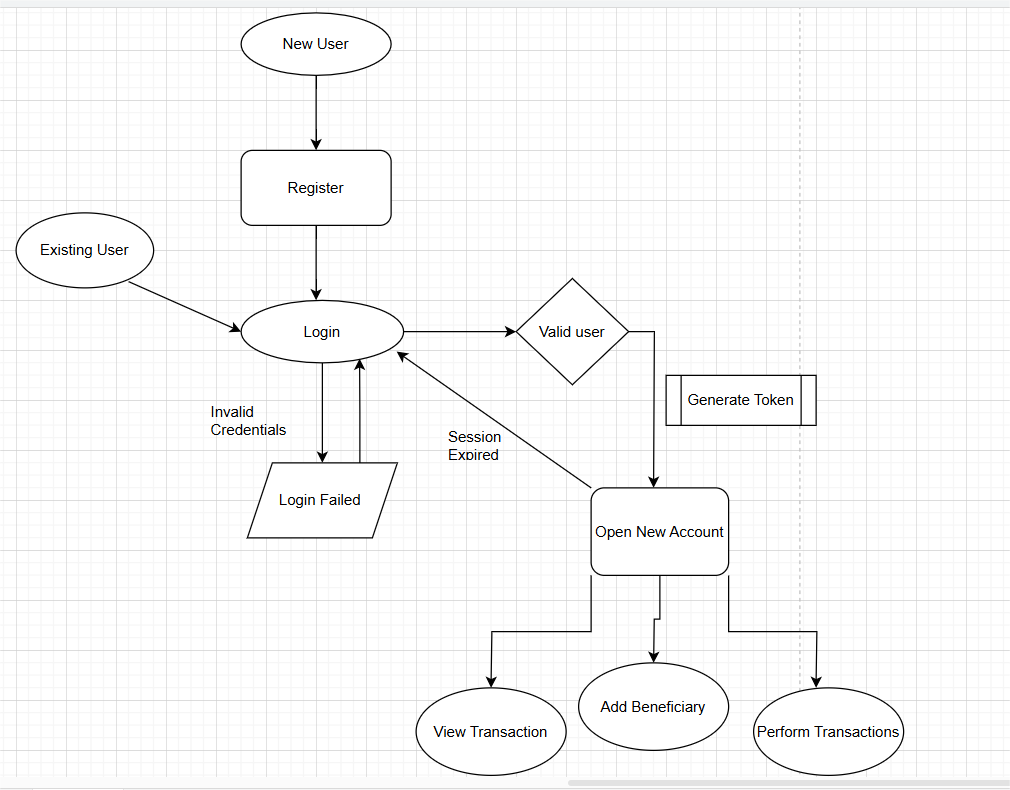 New User
Register
Existing User
Login
Valid user
Generate Token
Invalid
Credentials
Session
Expired
Login Failed
Open New Account
View Transaction
Add Beneficiary
Perform Transactions